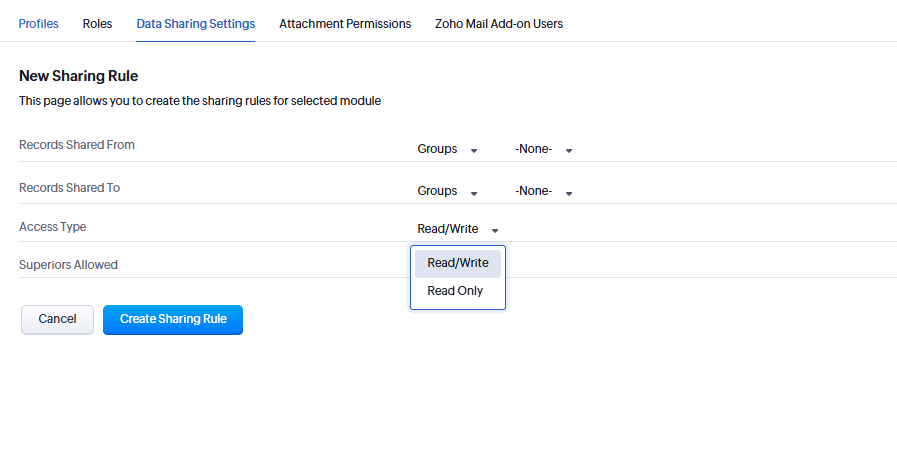 Profiles Roles Data Sharing Settings Attachment Permissions Zoho Mail Add-on Users
New Sharing Rule
This page allows you to create the sharing rules for selected module
Records Shared From Groups -None-
Records Shared To Groups -None-
Access Type Read/Write
Read/Write
Superiors Allowed
Read Only
Cancel Create Sharing Rule